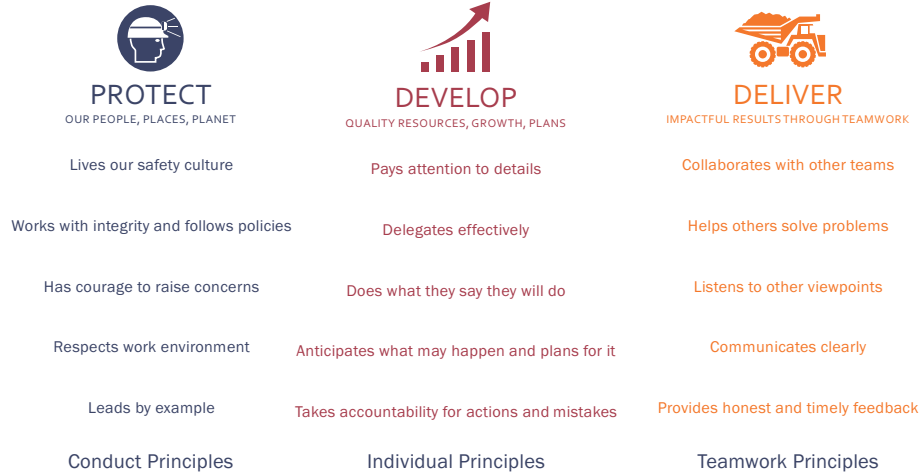 PROTECT
OUR PEOPLE, PLACES, PLANET
Lives our safety culture
Works with integrity and follows policies
Has courage to raise concerns
Respects work environment
Leads by example
Conduct Principles
DEVELOP
QUALITY RESOURCES, GROWTH, PLANS
Pays attention to details
Delegates effectively
Does what they say they will do
Anticipates what may happen and plans for it
Takes accountability for actions and mistakes
Individual Principles
DELIVER
IMPACTFUL RESULTS THROUGH TEAMWORK
Collaborates with other teams
Helps others solve problems
Listens to other viewpoints
Communicates clearly
Provides honest and timely feedback
Teamwork Principles